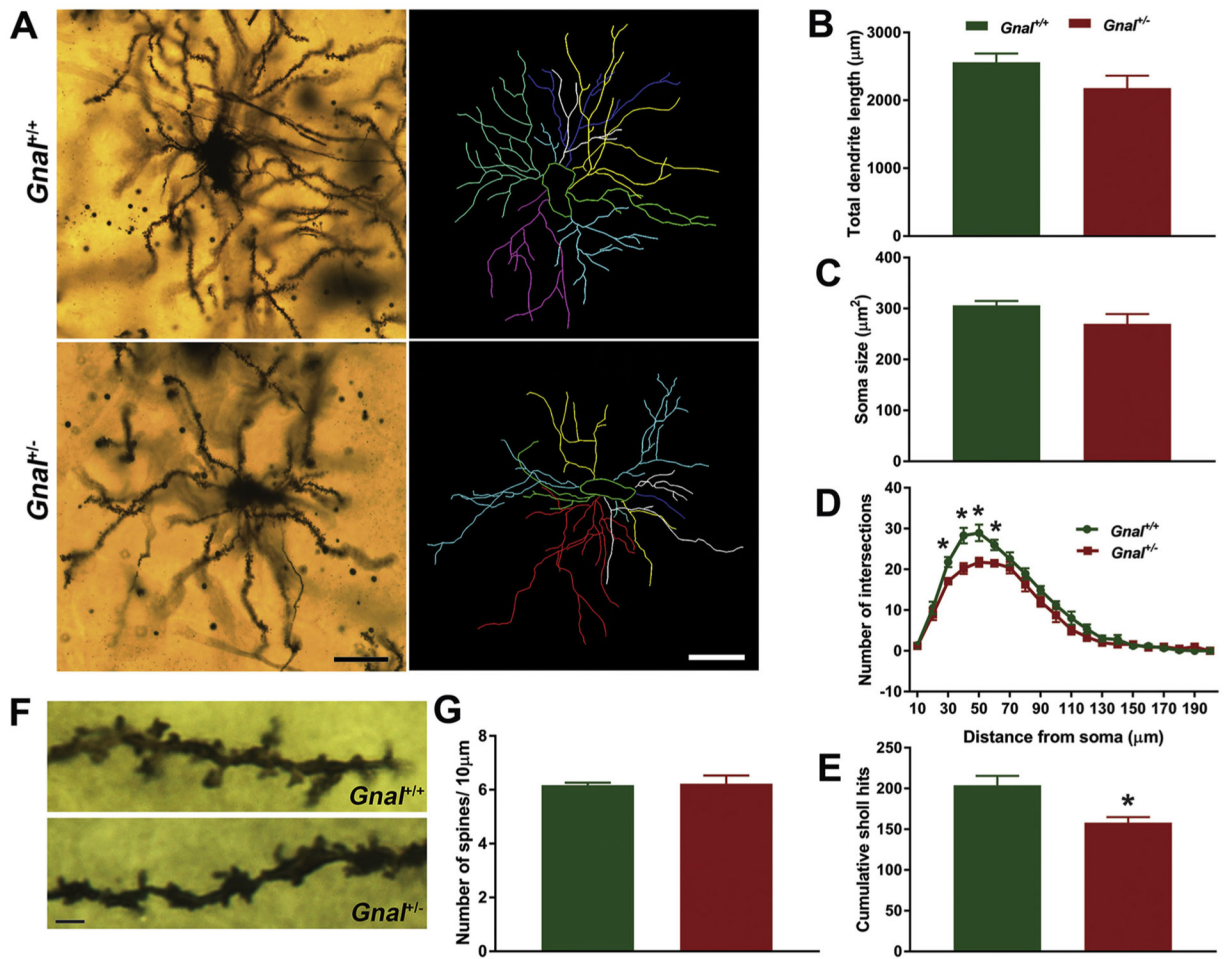 A
Gnal+/+
Gnal+/-
B
Gnal+/+
Gnal+/-
Total dendrite length (μm)
3000
2000
1000
0
C
Soma size (μm2)
400
300
200
100
0
D
Number of intersections
40
30
20
10
0
-10
* * * *
Gnal+/+
Gnal+/-
10 30 50 70 90 110 130 150 170 190
Distance from soma (μm)
E
Cumulative sholl hits
250
200
150
100
50
0
*
F
Gnal+/+
Gnal+/-
G
Number of spines/ 10μm
8
6
4
2
0